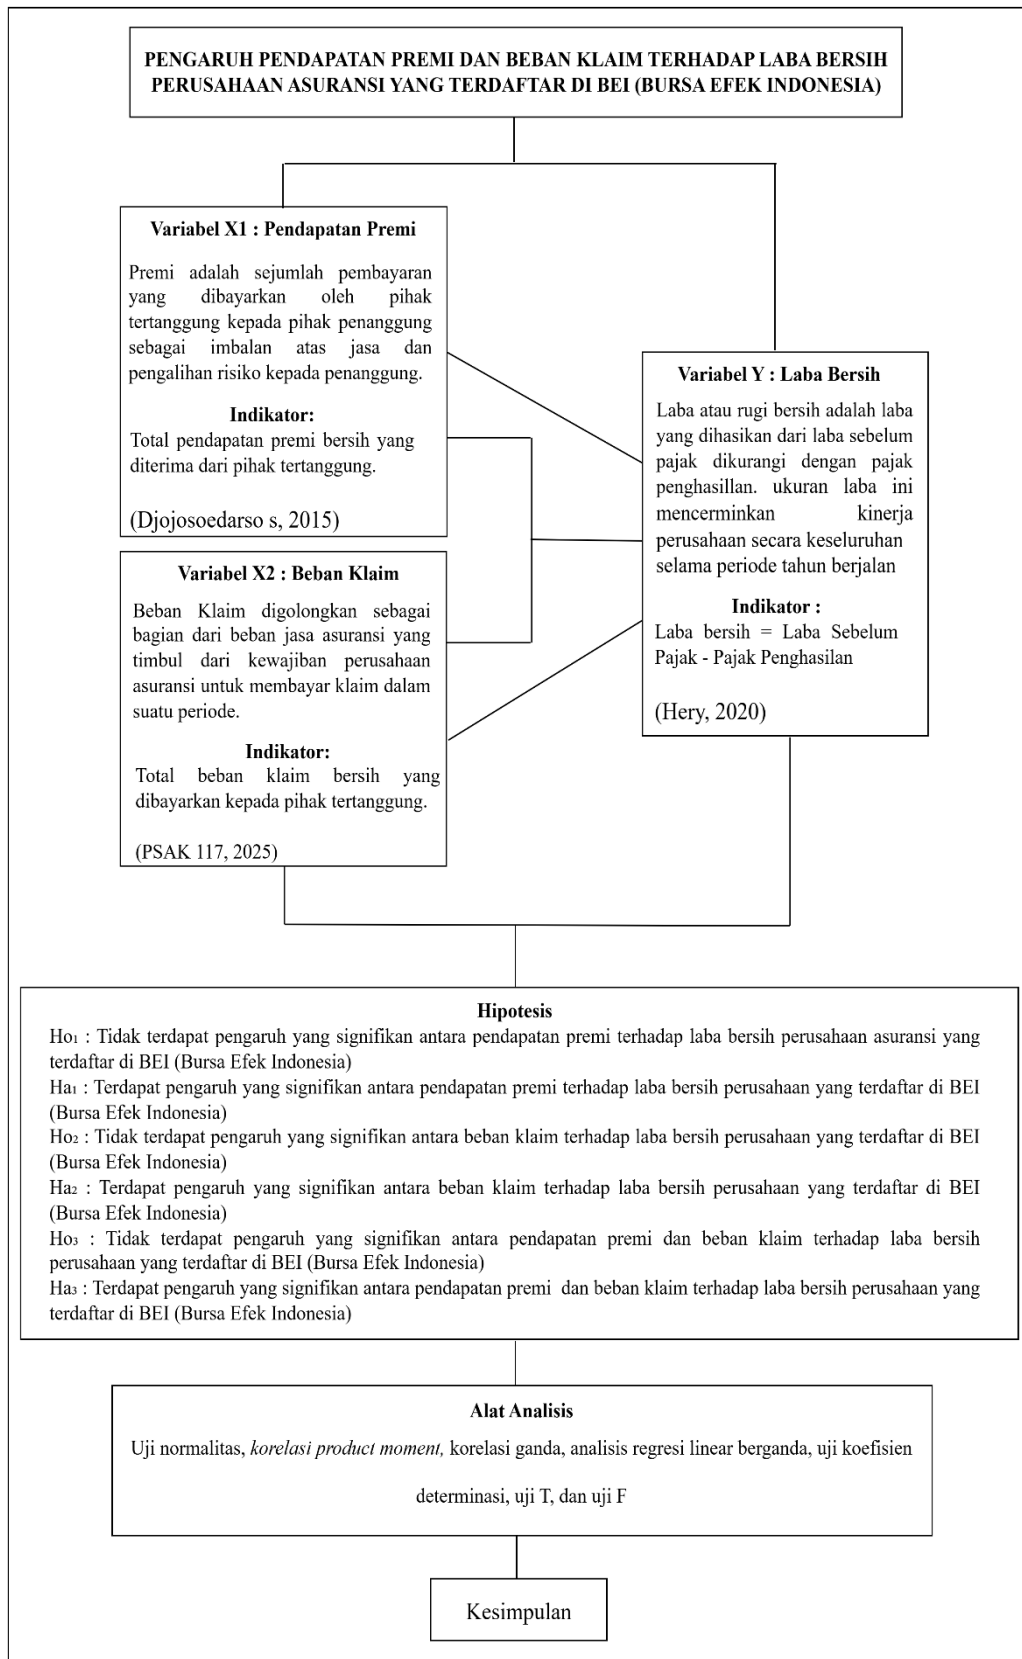 PENGARUH PENDAPATAN PREMI DAN BEBAN KLAIM TERHADAP LABA BERSIH
PERUSAHAAN ASURANSI YANG TERDAFTAR DI BEI (BURSA EFEK INDONESIA)
Variabel X1 : Pendapatan Premi
Premi adalah sejumlah pembayaran
yang dibayarkan oleh pihak
tertanggung kepada pihak penanggung
sebagai imbalan atas jasa dan
pengalihan risiko kepada penanggung.
Indikator:
Total pendapatan premi bersih yang
diterima dari pihak tertanggung.
(Djojosoedarso s, 2015)
Variabel X2 : Beban Klaim
Beban Klaim digolongkan sebagai
bagian dari beban jasa asuransi yang
timbul dari kewajiban perusahaan
asuransi untuk membayar klaim dalam
suatu periode.
Indikator:
Total beban klaim bersih yang
dibayarkan kepada pihak tertanggung.
(PSAK 117, 2025)
Variabel Y : Laba Bersih
Laba atau rugi bersih adalah laba
yang dihasikan dari laba sebelum
pajak dikurangi dengan pajak
penghasillan. ukuran laba ini
mencerminkan kinerja
perusahaan secara keseluruhan
selama periode tahun berjalan
Indikator :
Laba bersih = Laba Sebelum
Pajak - Pajak Penghasilan
(Hery, 2020)
Hipotesis
Ho₁ : Tidak terdapat pengaruh yang signifikan antara pendapatan premi terhadap laba bersih perusahaan asuransi yang
terdaftar di BEI (Bursa Efek Indonesia)
Ha₁ : Terdapat pengaruh yang signifikan antara pendapatan premi terhadap laba bersih perusahaan yang terdaftar di BEI
(Bursa Efek Indonesia)
Ho₂ : Tidak terdapat pengaruh yang signifikan antara beban klaim terhadap laba bersih perusahaan yang terdaftar di BEI
(Bursa Efek Indonesia)
Ha₂ : Terdapat pengaruh yang signifikan antara beban klaim terhadap laba bersih perusahaan yang terdaftar di BEI
(Bursa Efek Indonesia)
Ho₃ : Tidak terdapat pengaruh yang signifikan antara pendapatan premi dan beban klaim terhadap laba bersih
perusahaan yang terdaftar di BEI (Bursa Efek Indonesia)
Ha₃ : Terdapat pengaruh yang signifikan antara pendapatan premi dan beban klaim terhadap laba bersih perusahaan yang
terdaftar di BEI (Bursa Efek Indonesia)
Alat Analisis
Uji normalitas, korelasi product moment, korelasi ganda, analisis regresi linear berganda, uji koefisien
determinasi, uji T, dan uji F
Kesimpulan